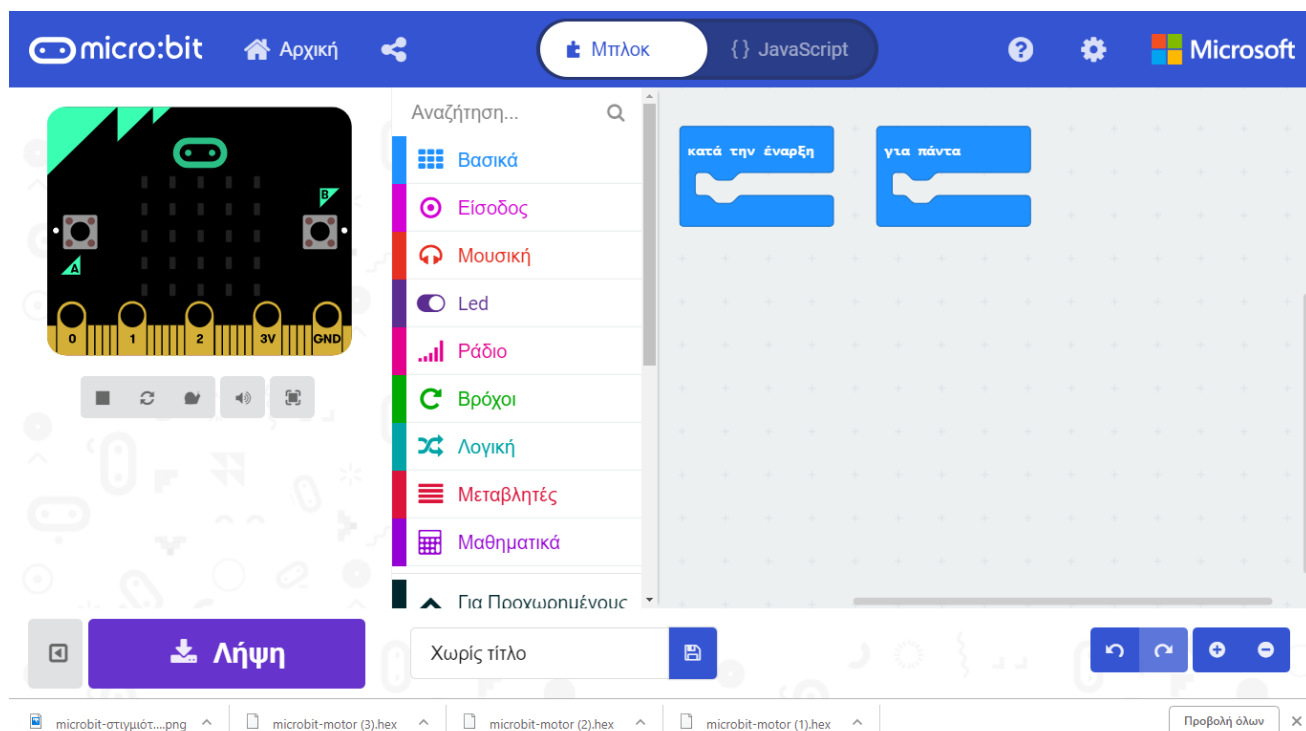 micro:bit Αρχική Μπλοκ {} JavaScript ? Microsoft
Αναζήτηση...
Βασικά
Είσοδος
Μουσική
Led
Ράδιο
Βρόχοι
Λογική
Μεταβλητές
Μαθηματικά
Για Προχωρημένους
κατά την έναρξη
για πάντα
B
A
0 1 2 3V GND
Λήψη
Χωρίς τίτλο
microbit-στιγμιότ....png
microbit-motor (3).hex
microbit-motor (2).hex
microbit-motor (1).hex
Προβολή όλων